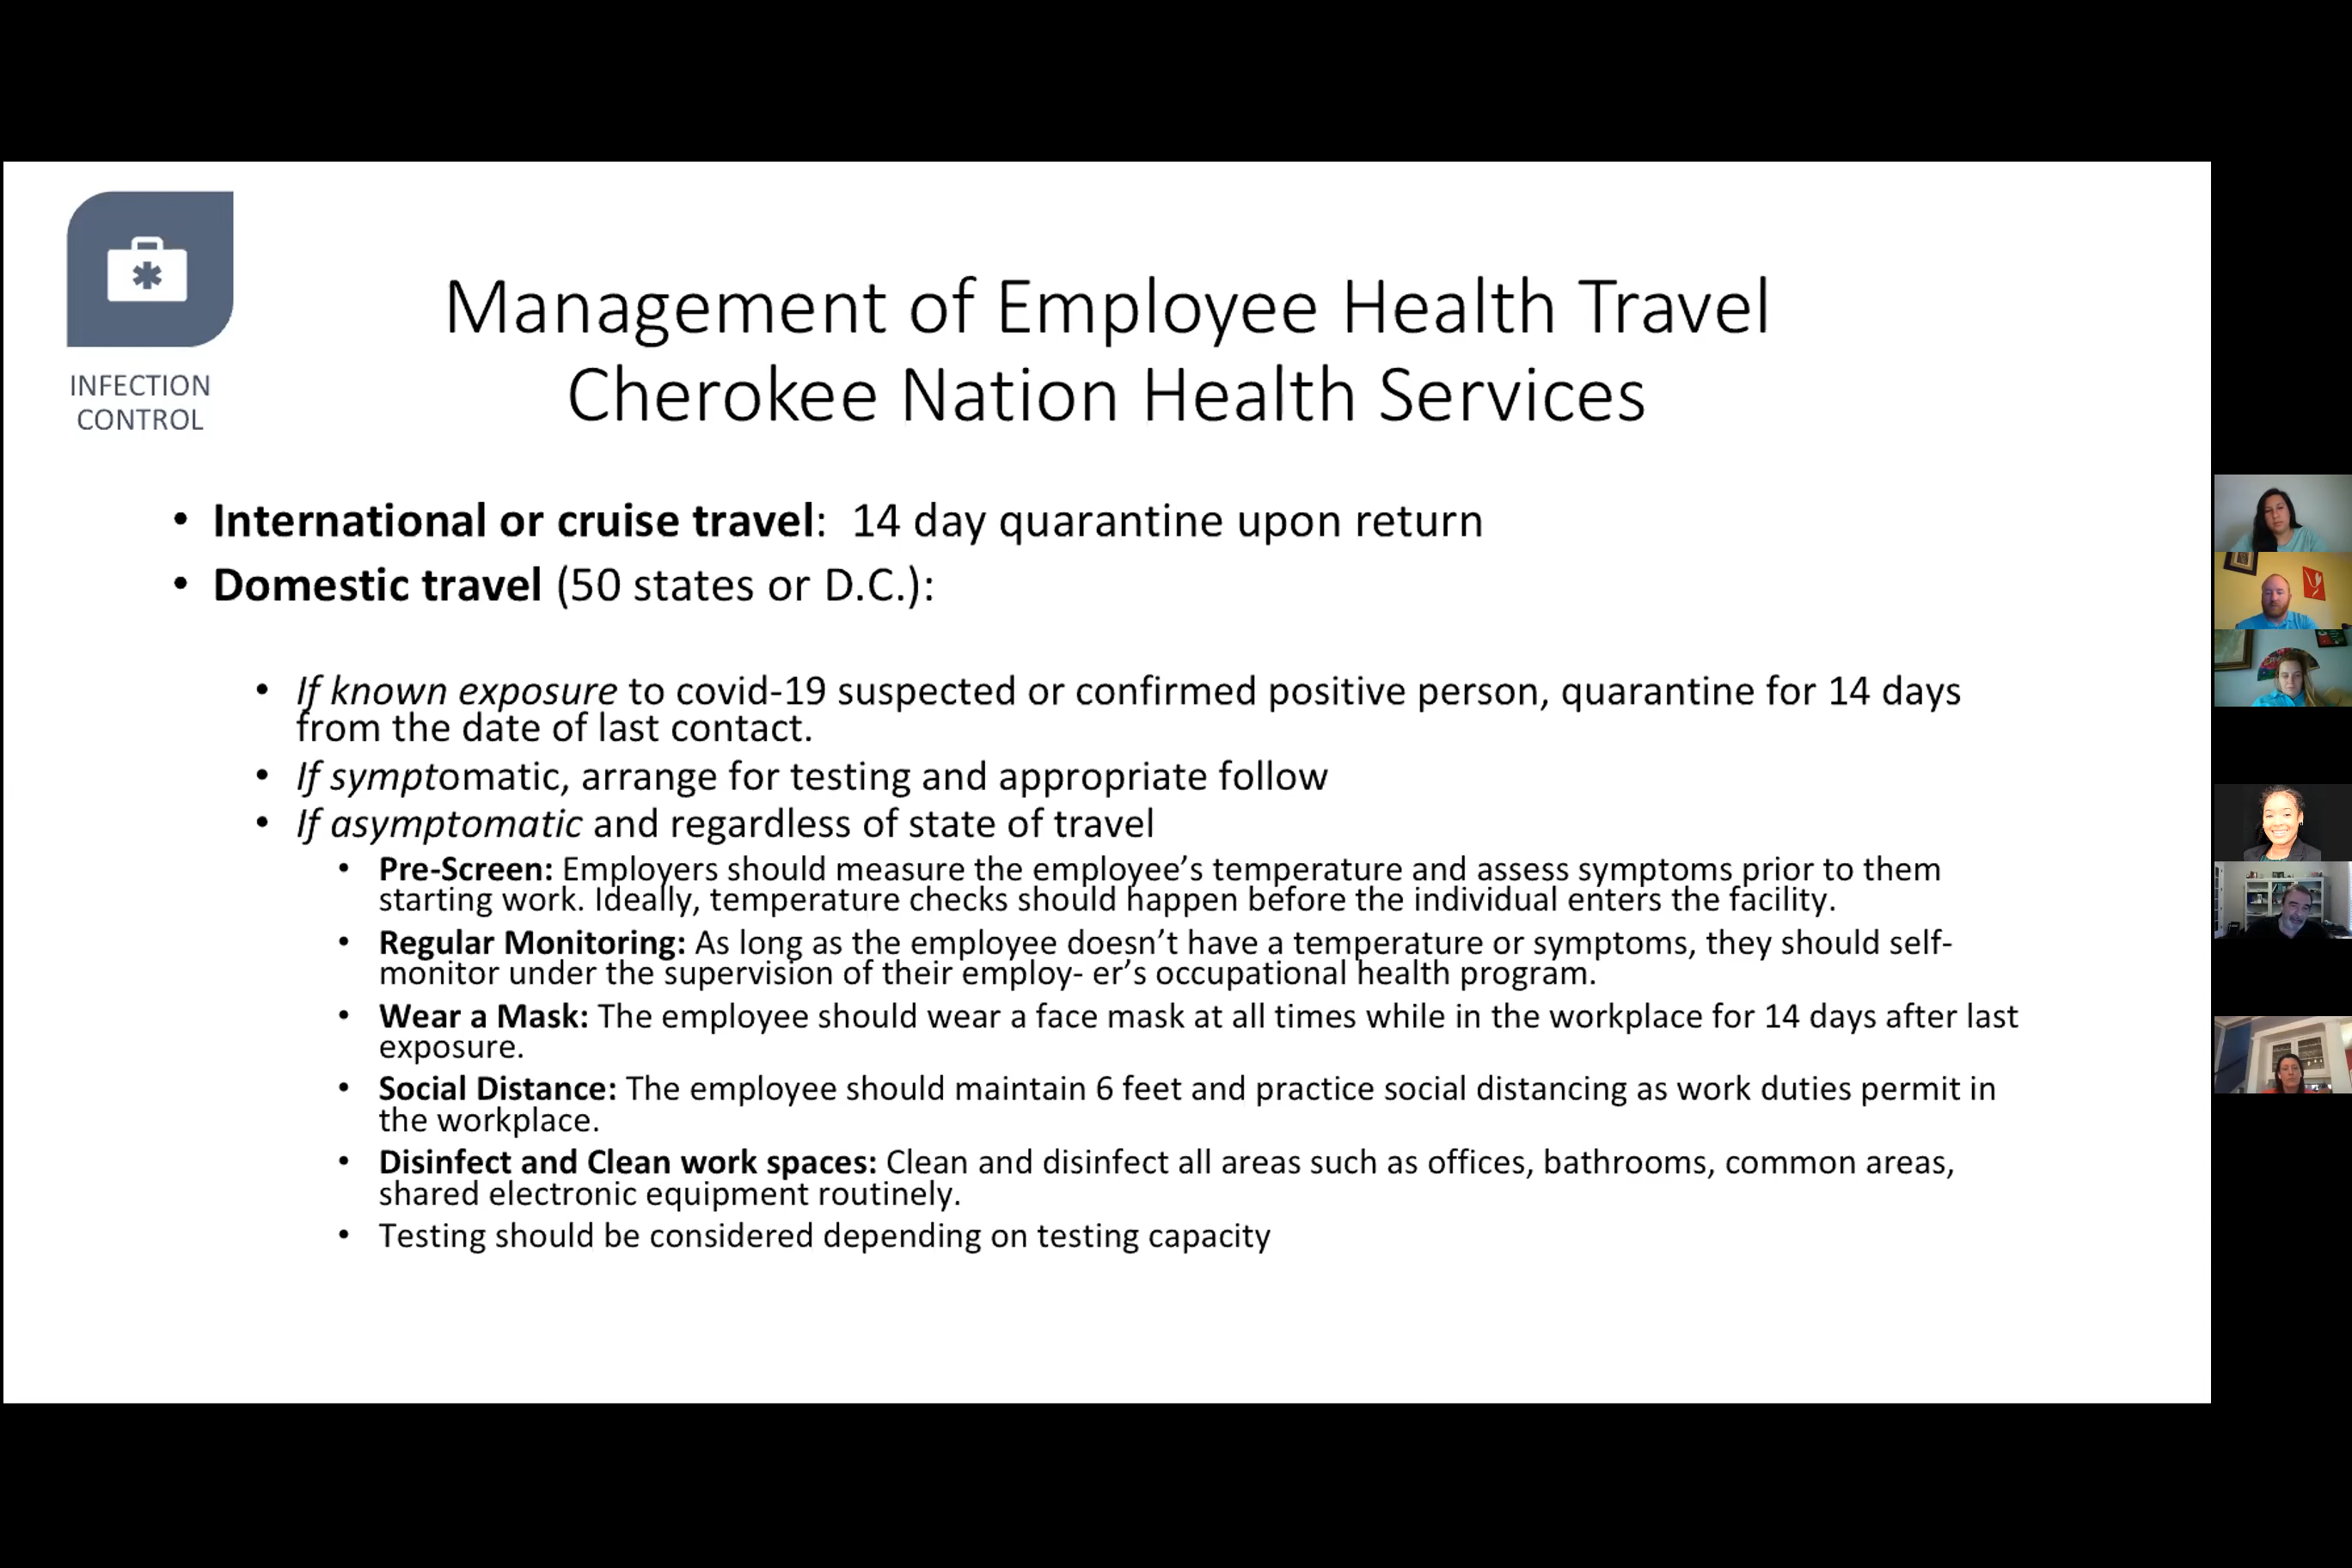 INFECTION
CONTROL
Management of Employee Health Travel
Cherokee Nation Health Services
• International or cruise travel:  14 day quarantine upon return
• Domestic travel (50 states or D.C.):
• If known exposure to covid-19 suspected or confirmed positive person, quarantine for 14 days
from the date of last contact.
• If symptomatic, arrange for testing and appropriate follow
• If asymptomatic and regardless of state of travel
• Pre-Screen: Employers should measure the employee’s temperature and assess symptoms prior to them
starting work. Ideally, temperature checks should happen before the individual enters the facility.
• Regular Monitoring: As long as the employee doesn’t have a temperature or symptoms, they should self-
monitor under the supervision of their employ- er’s occupational health program.
• Wear a Mask: The employee should wear a face mask at all times while in the workplace for 14 days after last
exposure.
• Social Distance: The employee should maintain 6 feet and practice social distancing as work duties permit in
the workplace.
• Disinfect and Clean work spaces: Clean and disinfect all areas such as offices, bathrooms, common areas,
shared electronic equipment routinely.
• Testing should be considered depending on testing capacity